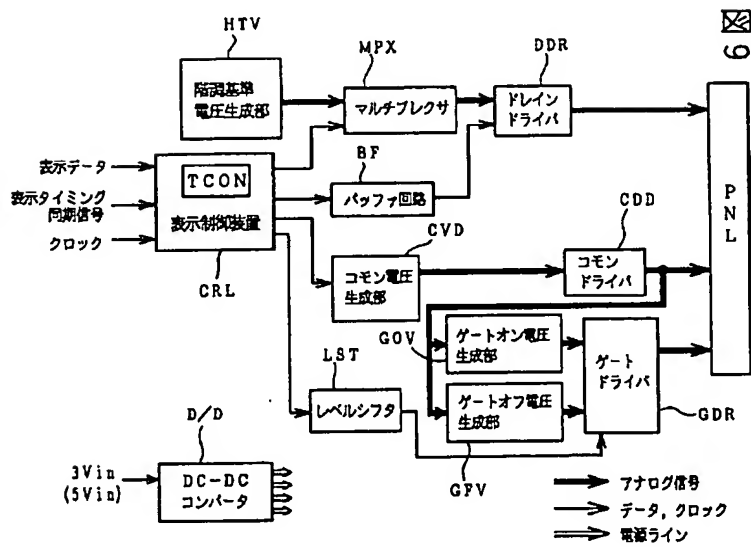 図 9
HTV
階調基準
電圧生成部
MPX
マルチプレクサ
DDR
ドレイン
ドライバ
表示データ
表示タイミング
同期信号
クロック
TCON
表示制御装置
CRL
BF
バッファ回路
CVD
コモン電圧
生成部
CDD
コモン
ドライバ
PNL
GOV
ゲートオン電圧
生成部
ゲート
ドライバ
GDR
LST
レベルシフタ
ゲートオフ電圧
生成部
GFV
D/D
3Vin
(5Vin)
DC-DC
コンバータ
アナログ信号
データ,クロック
電源ライン